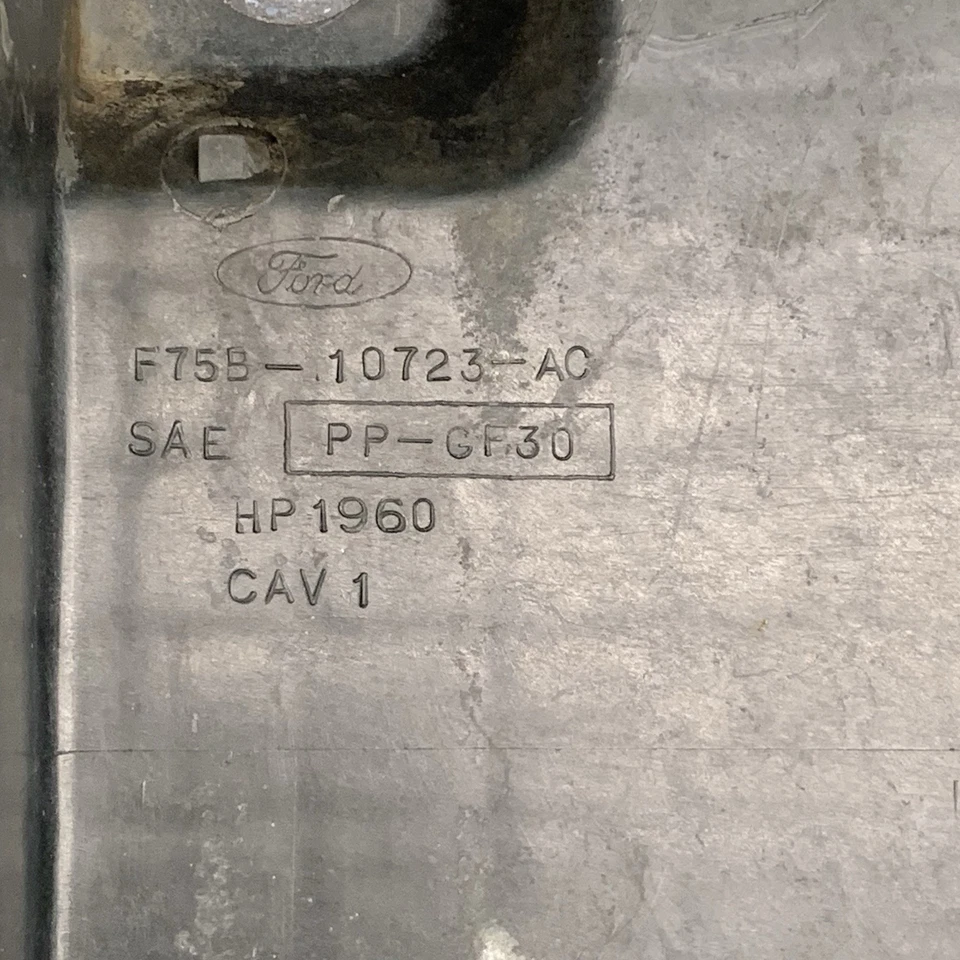 Ford
F75B-10723-AC
SAE PP-GF30
HP1960
CAV 1